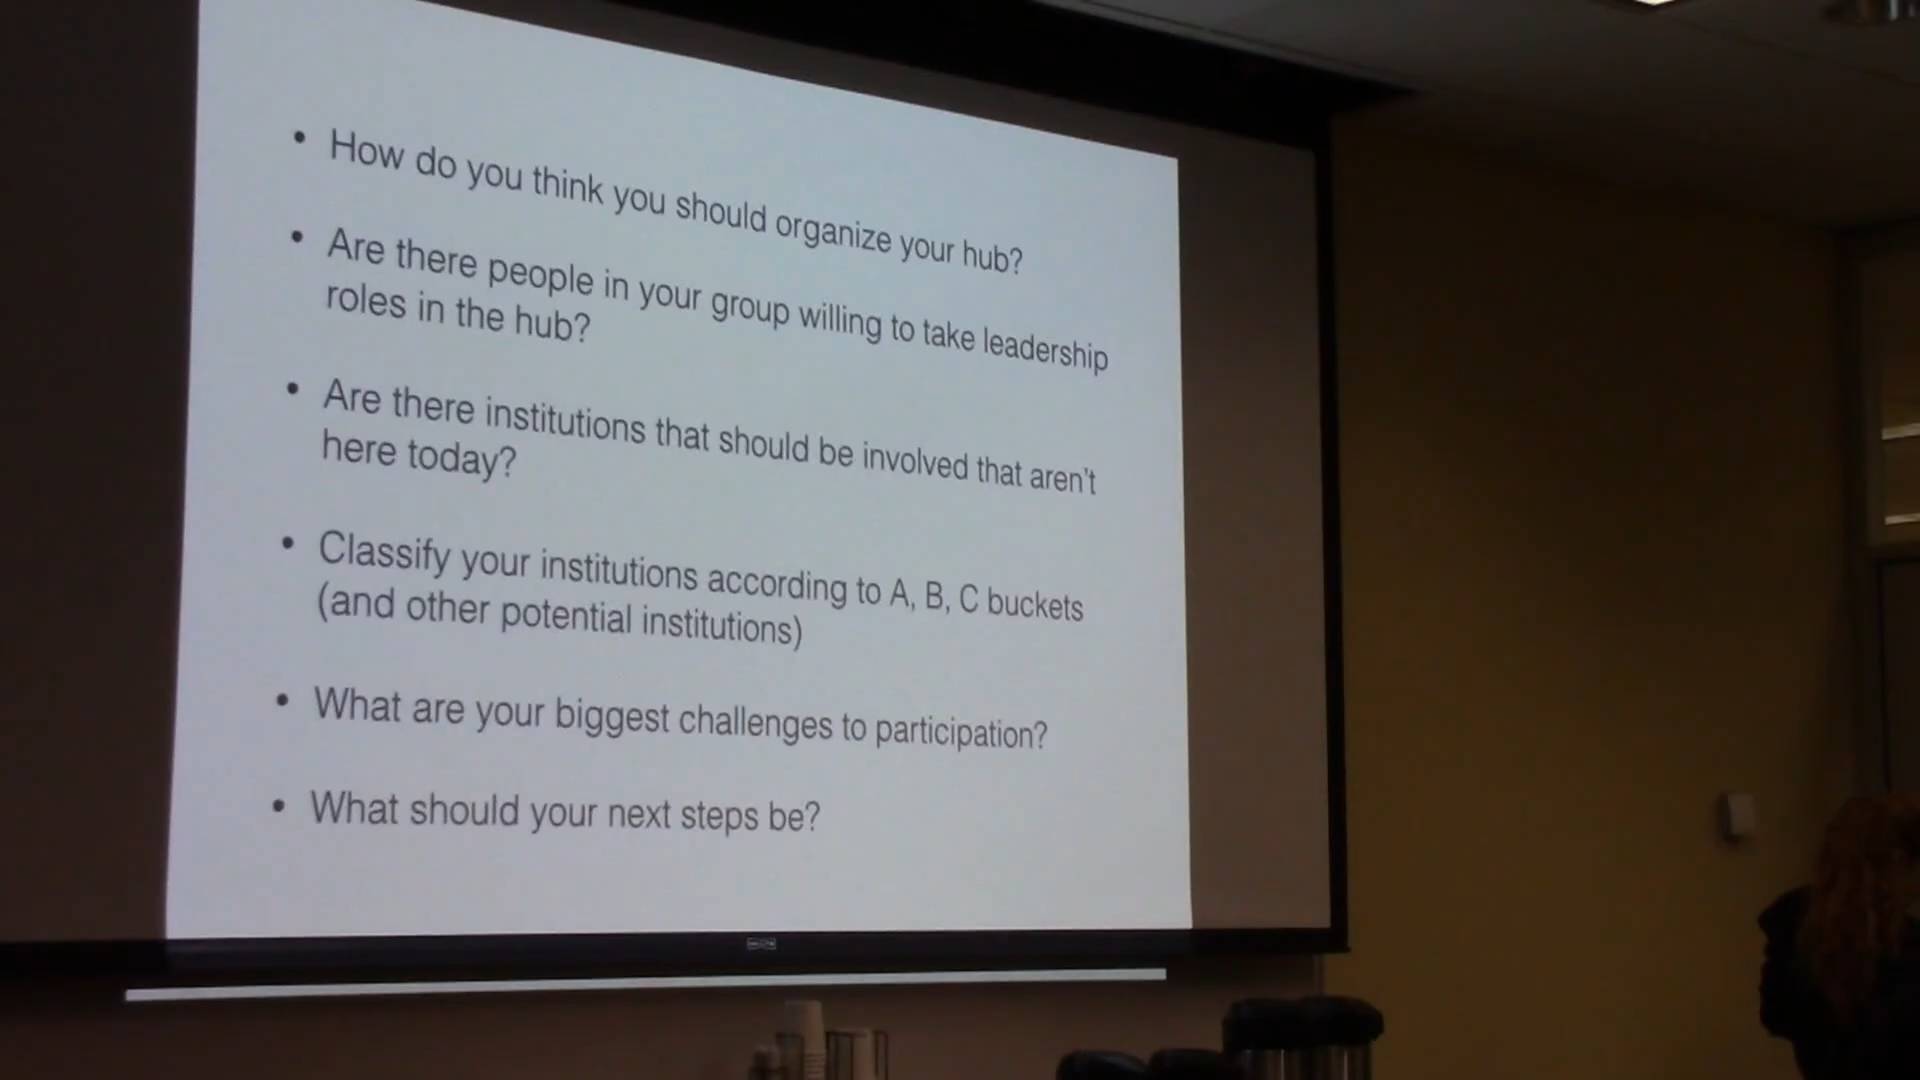 • How do you think you should organize your hub?
• Are there people in your group willing to take leadership
roles in the hub?
• Are there institutions that should be involved that aren't
here today?
• Classify your institutions according to A, B, C buckets
(and other potential institutions)
• What are your biggest challenges to participation?
• What should your next steps be?